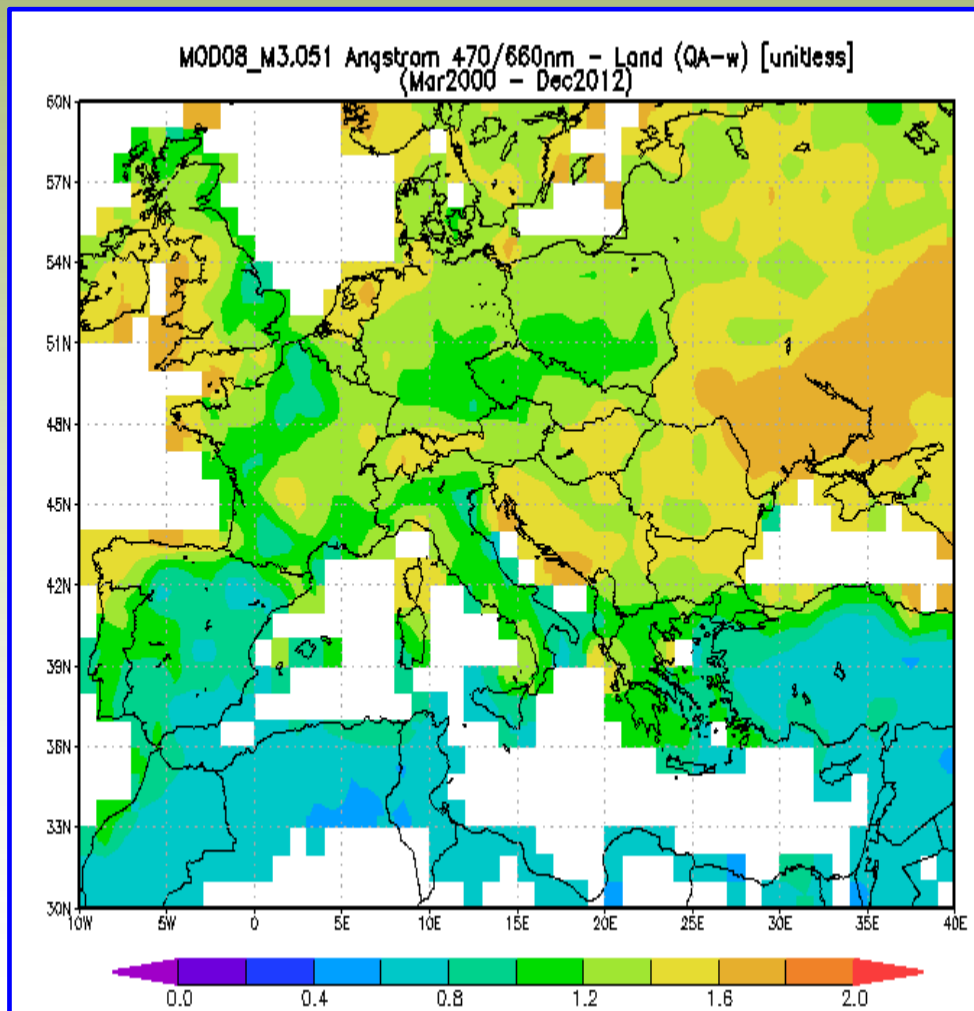 MOD08_M3.051 Angstrom 470/660nm - Land (QA-w) [unitless]
(Mar2000 - Dec2012)
60N
57N
54N
51N
48N
45N
42N
39N
36N
33N
30N
10W 5W 0 5E 10E 15E 20E 25E 30E 35E 40E
0.0 0.4 0.8 1.2 1.6 2.0